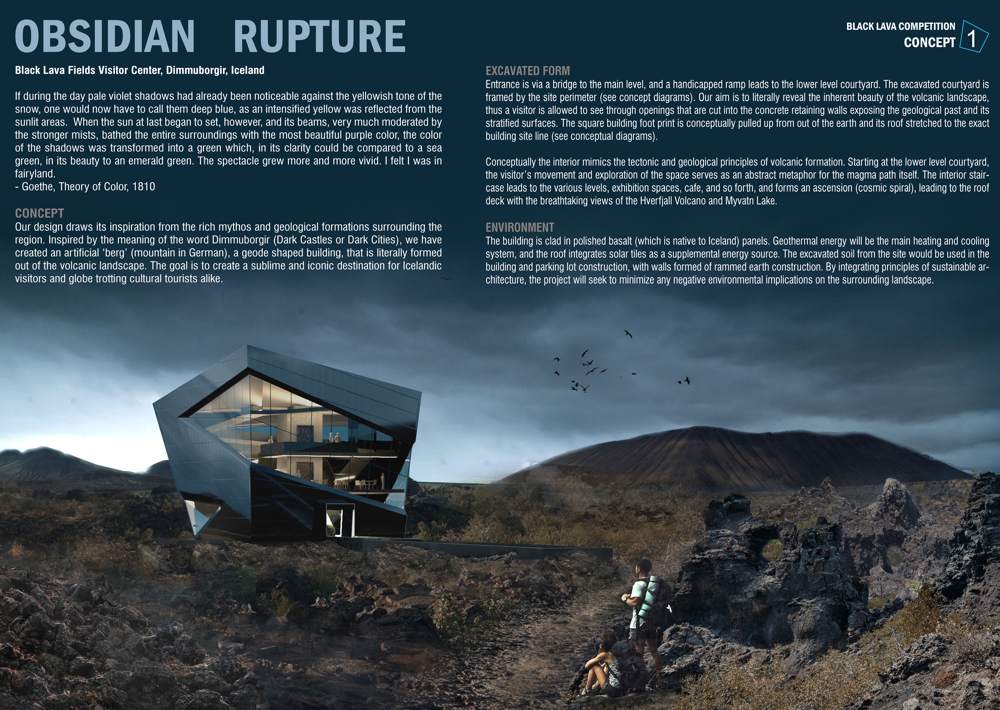 OBSIDIAN RUPTURE
Black Lava Fields Visitor Center, Dimmuborgir, Iceland
If during the day pale violet shadows had already been noticeable against the yellowish tone of the
snow, one would now have to call them deep blue, as an intensified yellow was reflected from the
sunlit areas. When the sun at last began to set, however, and its beams, very much moderated by
the stronger mists, bathed the entire surroundings with the most beautiful purple color, the color
of the shadows was transformed into a green which, in its clarity could be compared to a sea
green, in its beauty to an emerald green. The spectacle grew more and more vivid. I felt I was in
fairyland.
- Goethe, Theory of Color, 1810
CONCEPT
Our design draws its inspiration from the rich mythos and geological formations surrounding the
region. Inspired by the meaning of the word Dimmuborgir (Dark Castles or Dark Cities), we have
created an artificial ‘berg’ (mountain in German), a geode shaped building, that is literally formed
out of the volcanic landscape. The goal is to create a sublime and iconic destination for Icelandic
visitors and globe trotting cultural tourists alike.
BLACK LAVA COMPETITION
CONCEPT 1
EXCAVATED FORM
Entrance is via a bridge to the main level, and a handicapped ramp leads to the lower level courtyard. The excavated courtyard is
framed by the site perimeter (see concept diagrams). Our aim is to literally reveal the inherent beauty of the volcanic landscape,
thus a visitor is allowed to see through openings that are cut into the concrete retaining walls exposing the geological past and its
stratified surfaces. The square building foot print is conceptually pulled up from out of the earth and its roof stretched to the exact
building site line (see conceptual diagrams).
Conceptually the interior mimics the tectonic and geological principles of volcanic formation. Starting at the lower level courtyard,
the visitor’s movement and exploration of the space serves as an abstract metaphor for the magma path itself. The interior stair-
case leads to the various levels, exhibition spaces, cafe, and so forth, and forms an ascension (cosmic spiral), leading to the roof
deck with the breathtaking views of the Hverfjall Volcano and Myvatn Lake.
ENVIRONMENT
The building is clad in polished basalt (which is native to Iceland) panels. Geothermal energy will be the main heating and cooling
system, and the roof integrates solar tiles as a supplemental energy source. The excavated soil from the site would be used in the
building and parking lot construction, with walls formed of rammed earth construction. By integrating principles of sustainable ar-
chitecture, the project will seek to minimize any negative environmental implications on the surrounding landscape.